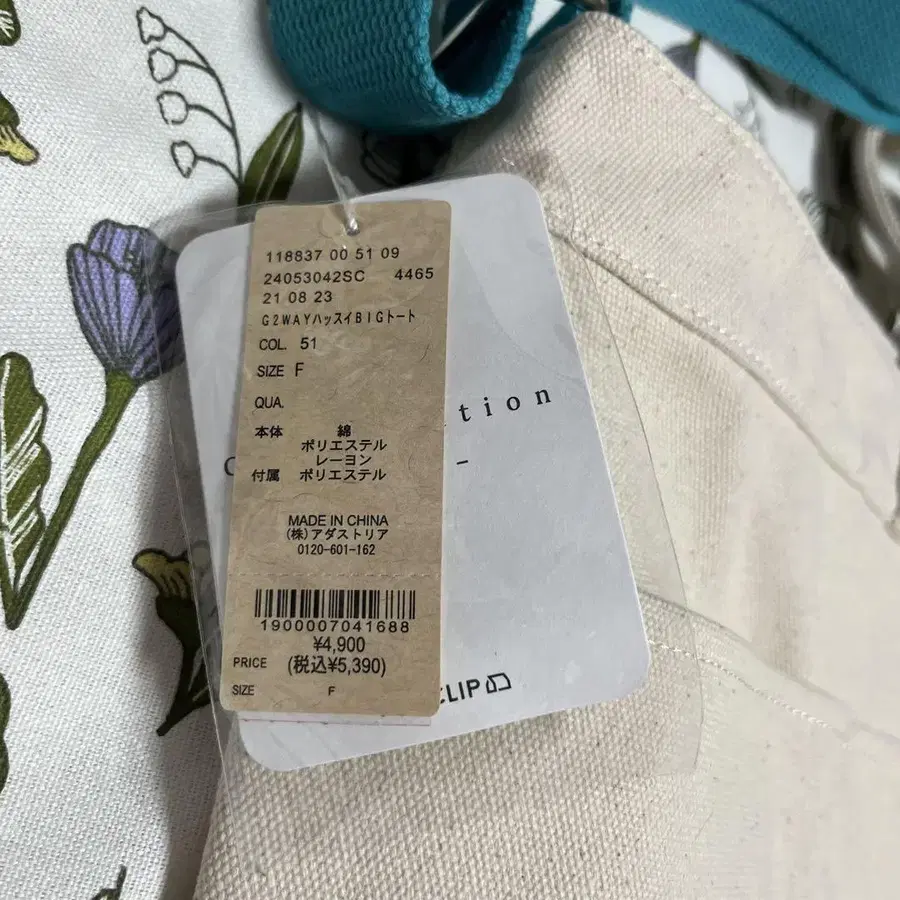 118837 00 51 09
24053042SC 4465
21 08 23
G2WAYハッスイBIGトート
COL. 51
SIZE F
QUA.
本体 綿
ポリエステル
レーヨン
付属 ポリエステル
MADE IN CHINA
(株)アダストリア
0120-601-162
1900007041688
¥4,900
PRICE (税込¥5,390)
SIZE F
tion
-
CLIP